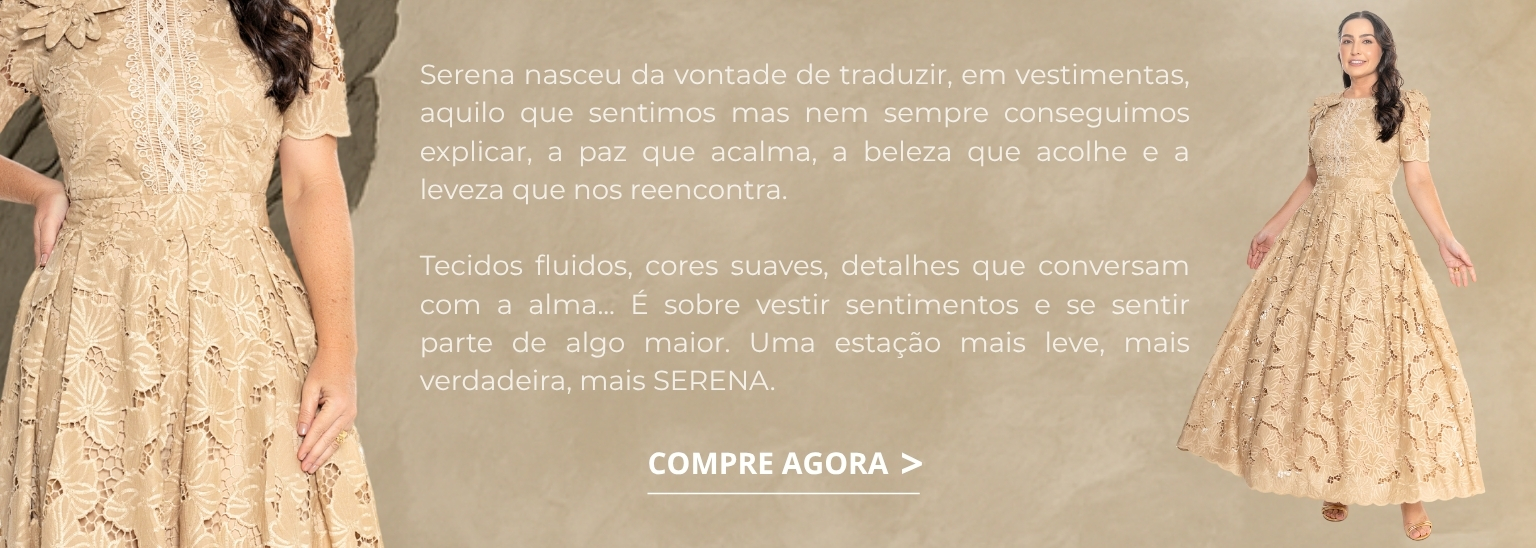 Serena nasceu da vontade de traduzir, em vestimentas,
aquilo que sentimos mas nem sempre conseguimos
explicar, a paz que acalma, a beleza que acolhe e a
leveza que nos reencontra.
Tecidos fluidos, cores suaves, detalhes que conversam
com a alma... É sobre vestir sentimentos e se sentir
parte de algo maior. Uma estação mais leve, mais
verdadeira, mais SERENA.
COMPRE AGORA >